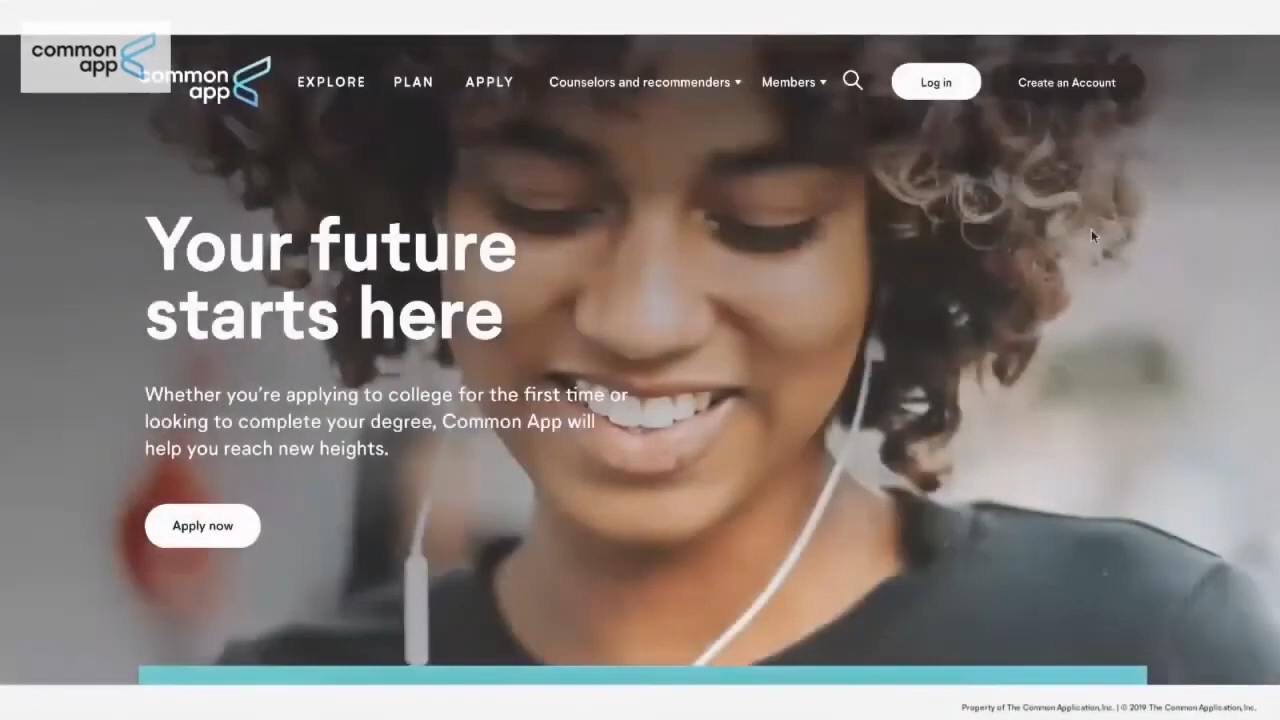 common
app
common
app
EXPLORE PLAN APPLY Counselors and recommenders Members Log in Create an Account
Your future
starts here
Whether you're applying to college for the first time or
looking to complete your degree, Common App will
help you reach new heights.
Apply now
Property of The Common Application, Inc. | © 2019 The Common Application, Inc.